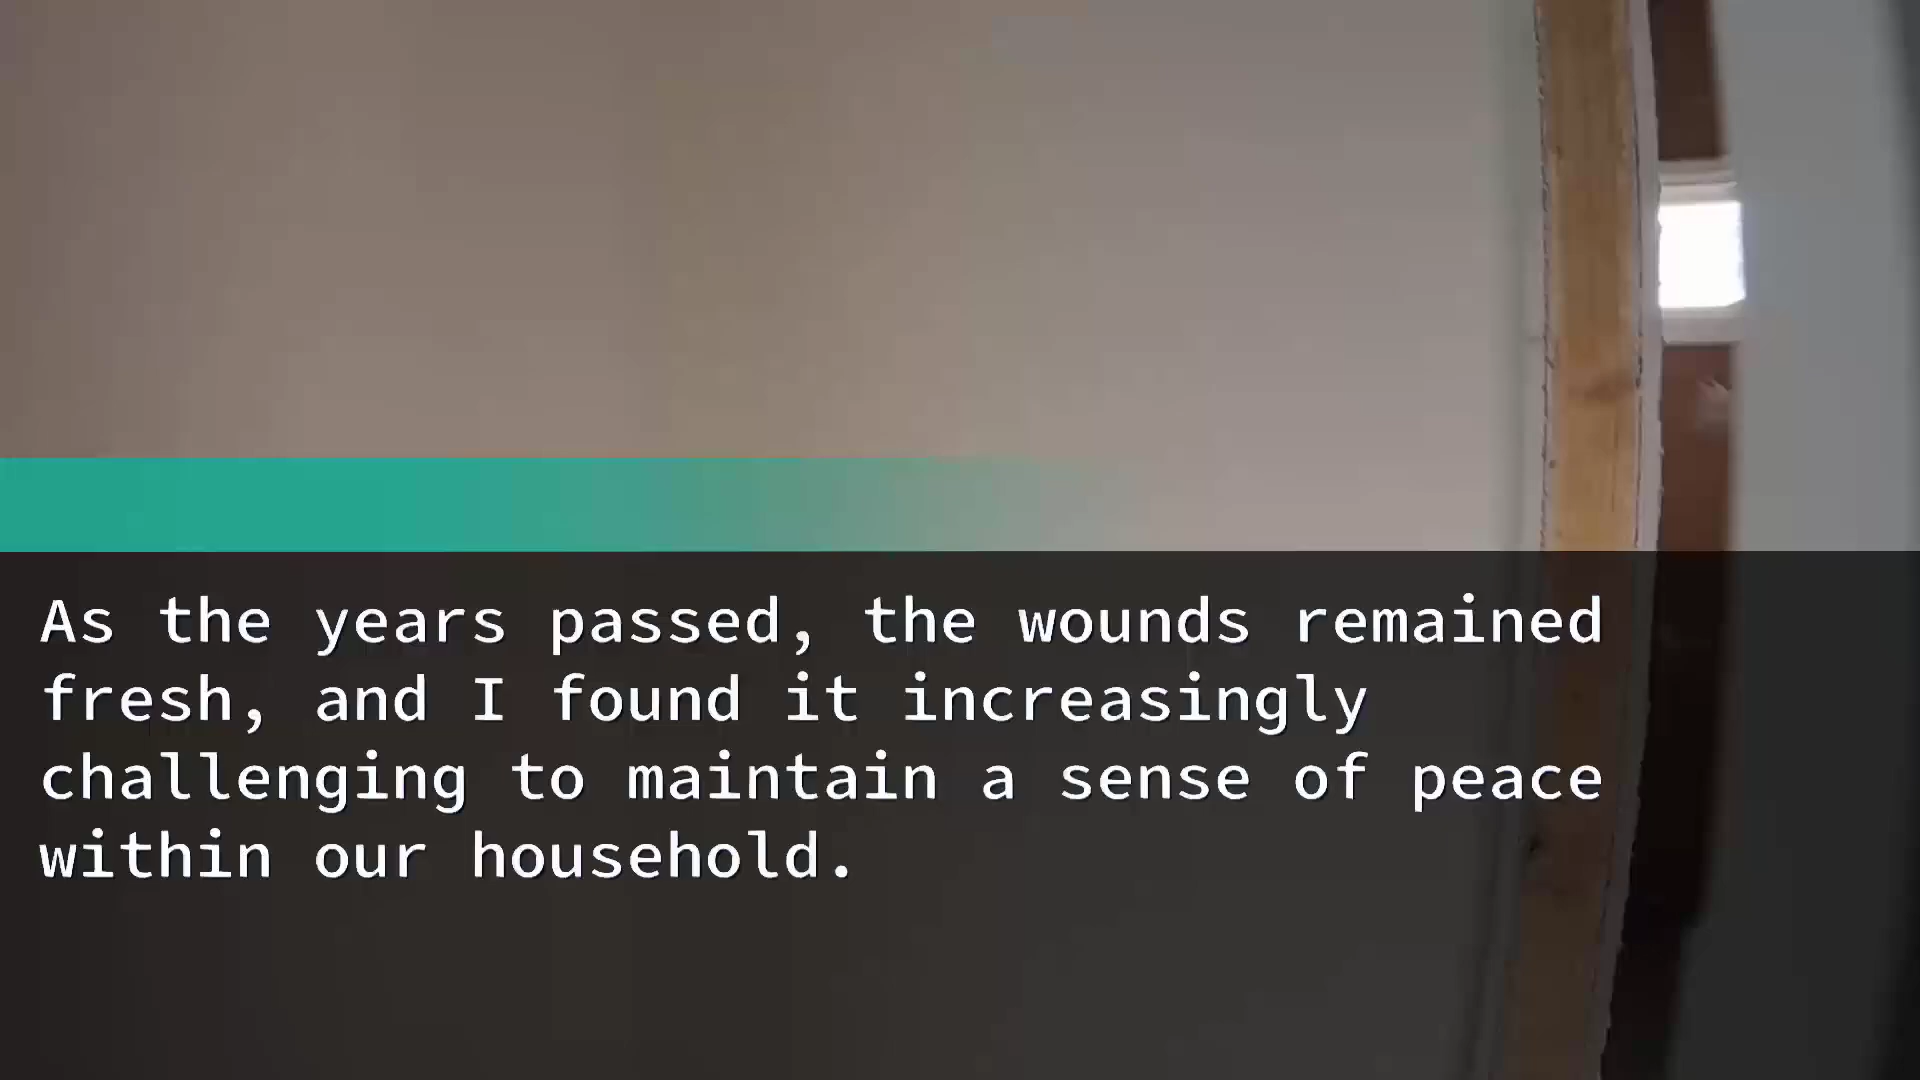 As the years passed, the wounds remained
fresh, and I found it increasingly
challenging to maintain a sense of peace
within our household.